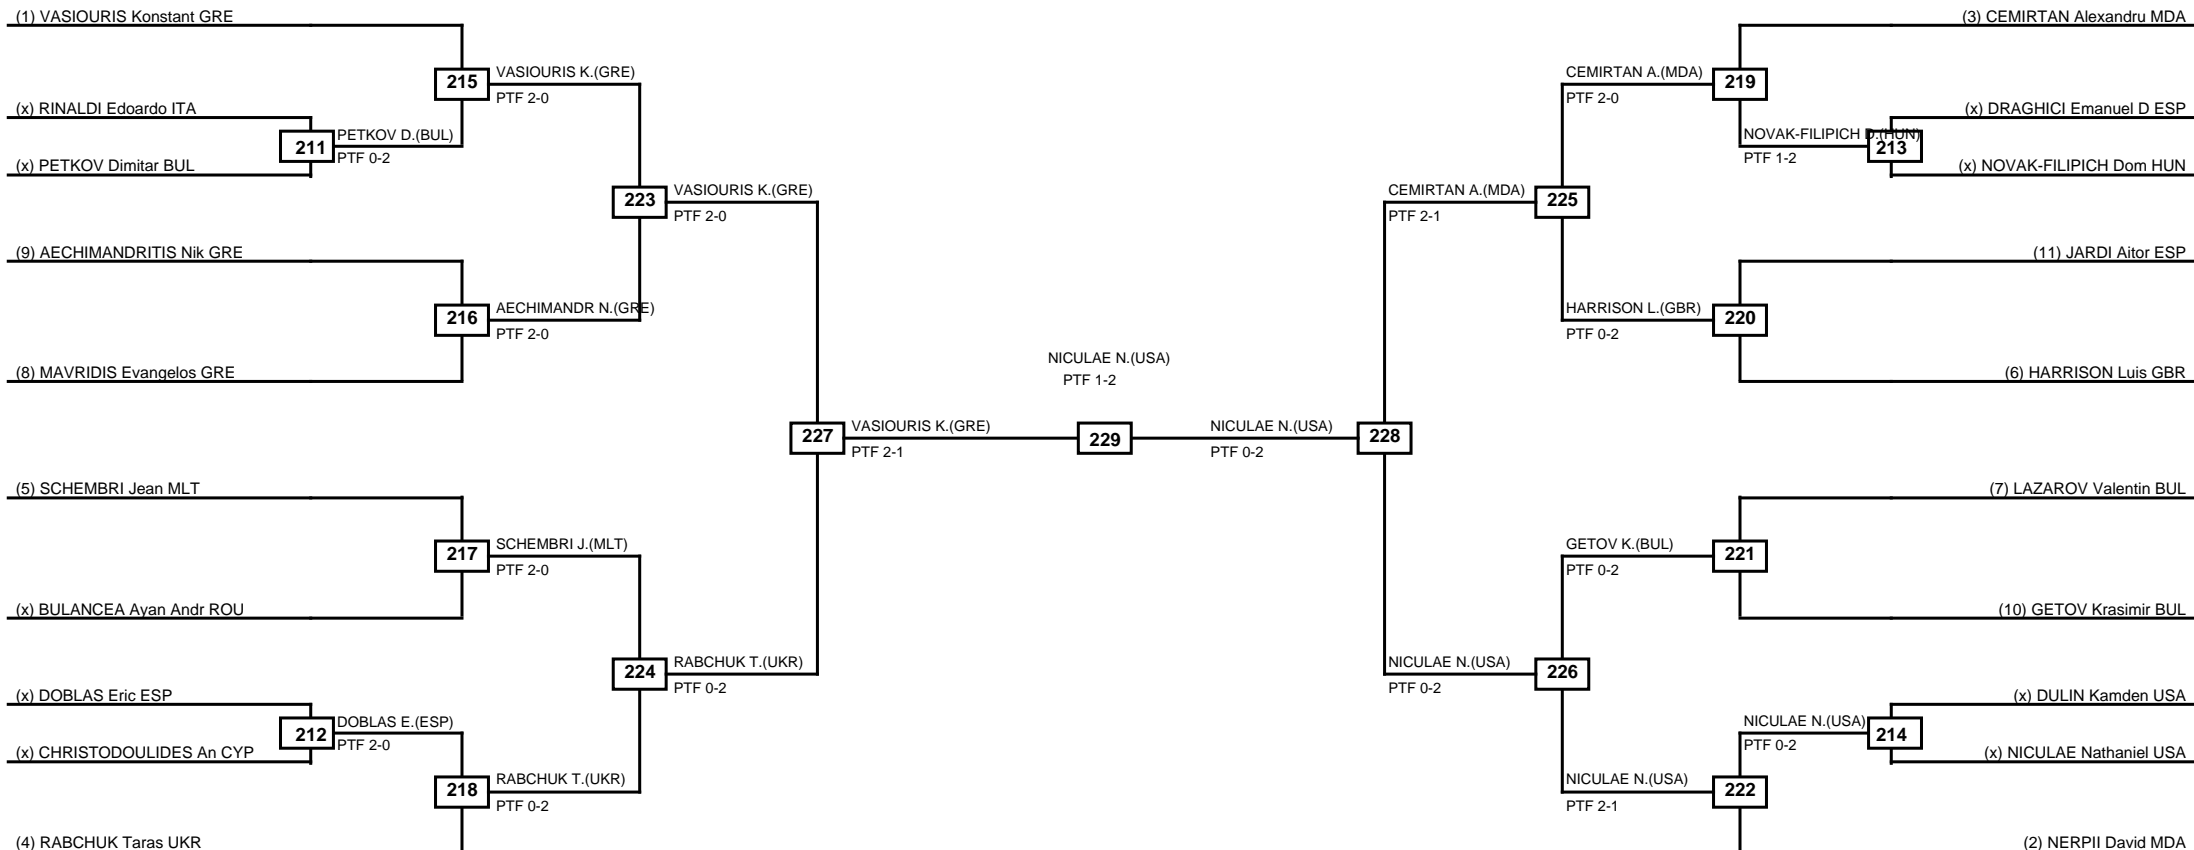 (1) VASIOURIS Konstant GRE
(3) CEMIRTAN Alexandru MDA
215
VASIOURIS K.(GRE)
PTF 2-0
CEMIRTAN A.(MDA)
PTF 2-0
219
(x) RINALDI Edoardo ITA
(x) DRAGHICI Emanuel D ESP
211
PETKOV D.(BUL)
PTF 0-2
NOVAK-FILIPICH D.(HUN)
PTF 1-2
213
(x) PETKOV Dimitar BUL
(x) NOVAK-FILIPICH Dom HUN
223
VASIOURIS K.(GRE)
PTF 2-0
CEMIRTAN A.(MDA)
PTF 2-1
225
(9) AECHIMANDRITIS Nik GRE
(11) JARDI Aitor ESP
216
AECHIMANDR N.(GRE)
PTF 2-0
HARRISON L.(GBR)
PTF 0-2
220
(8) MAVRIDIS Evangelos GRE
(6) HARRISON Luis GBR
NICULAE N.(USA)
PTF 1-2
227
VASIOURIS K.(GRE)
PTF 2-1
229
NICULAE N.(USA)
PTF 0-2
228
(5) SCHEMBRI Jean MLT
(7) LAZAROV Valentin BUL
217
SCHEMBRI J.(MLT)
PTF 2-0
GETOV K.(BUL)
PTF 0-2
221
(x) BULANCEA Ayan Andr ROU
(10) GETOV Krasimir BUL
224
RABCHUK T.(UKR)
PTF 0-2
NICULAE N.(USA)
PTF 0-2
226
(x) DOBLAS Eric ESP
(x) DULIN Kamden USA
212
DOBLAS E.(ESP)
PTF 2-0
NICULAE N.(USA)
PTF 0-2
214
(x) CHRISTODOULIDES An CYP
(x) NICULAE Nathaniel USA
218
RABCHUK T.(UKR)
PTF 0-2
NICULAE N.(USA)
PTF 2-1
222
(4) RABCHUK Taras UKR
(2) NERPII David MDA